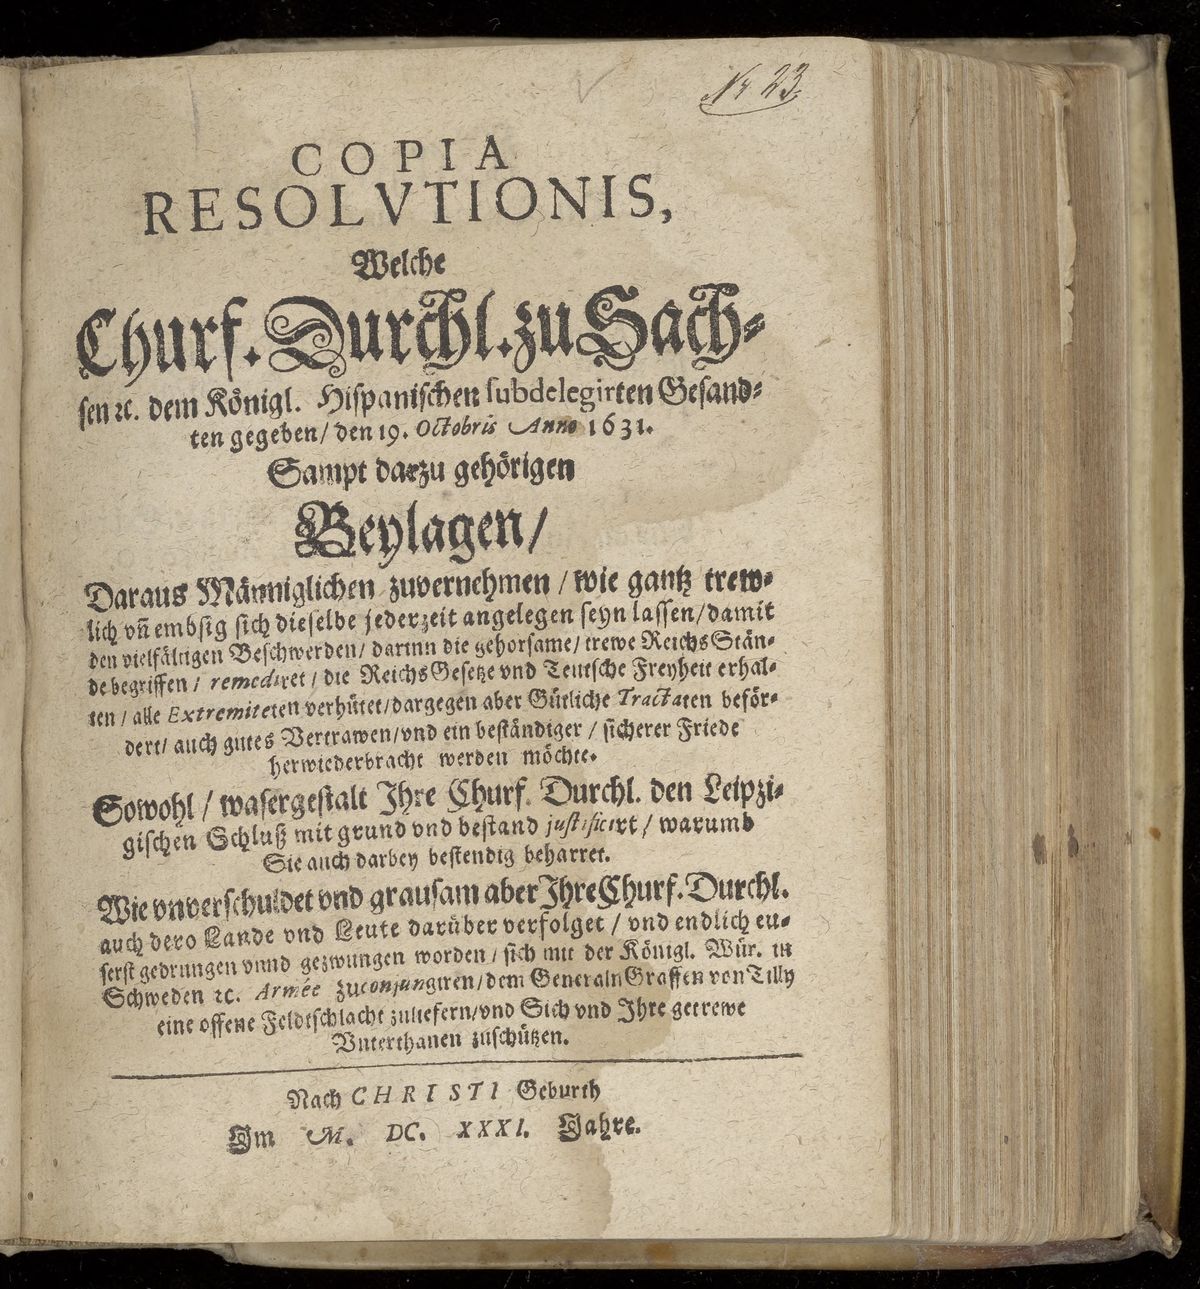 Nr 23
COPIA
RESOLVTIONIS,
Welche
Churf. Durchl. zu Sach-
sen ꝛc. dem Königl. Hispanischen subdelegirten Gesand-
ten gegeben/ den 19. Octobris Anno 1631.
Sampt darzu gehörigen
Beylagen/
Daraus Männiglichen zuvernehmen / wie gantz trew-
lich vñ embsig sich dieselbe jederzeit angelegen seyn lassen/ damit
den vielfältigen Beschwerden/ darinn die gehorsame/ trewe Reichs Stän-
de begriffen / remediret / die Reichs Gesetze vnd Teutsche Freyheit erhal-
ten / alle Extremiteten verhütet/ dargegen aber Gütliche Tractaten beför-
dert/ auch gutes Vertrawen/ vnd ein beständiger / sicherer Friede
herwiederbracht werden möchte.
Sowohl / wasergestalt Ihre Churf. Durchl. den Leipzi-
gischen Schluß mit grund vnd bestand justificirt / warumb
Sie auch darbey bestendig beharret.
Wie vnverschuldet vnd grausam aber Ihre Churf. Durchl.
auch dero Lande vnd Leute darüber verfolget / vnd endlich eu-
serst gedrungen vnnd gezwungen worden / sich mit der Königl. Wür. in
Schweden ꝛc. Armée zuconjungiren / dem Generaln Graffen von Tilly
eine offene Feldtschlacht zuliefern/ vnd Sich vnd Ihre getrewe
Vnterthanen zuschützen.
Nach CHRISTI Geburth
Im M. DC. XXXI. Jahre.